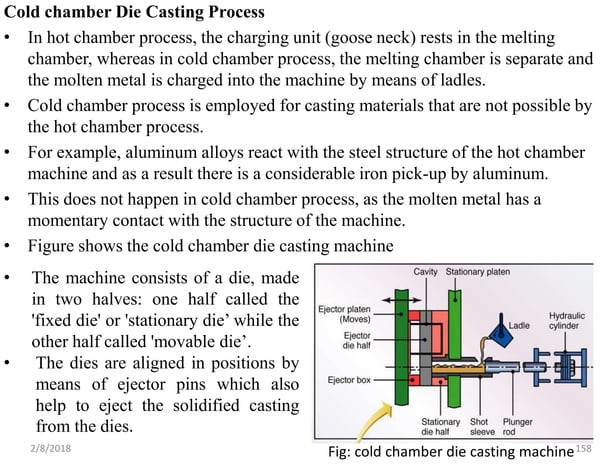 Cold chamber Die Casting Process
• In hot chamber process, the charging unit (goose neck) rests in the melting
chamber, whereas in cold chamber process, the melting chamber is separate and
the molten metal is charged into the machine by means of ladles.
• Cold chamber process is employed for casting materials that are not possible by
the hot chamber process.
• For example, aluminum alloys react with the steel structure of the hot chamber
machine and as a result there is a considerable iron pick-up by aluminum.
• This does not happen in cold chamber process, as the molten metal has a
momentary contact with the structure of the machine.
• Figure shows the cold chamber die casting machine
• The machine consists of a die, made
in two halves: one half called the
'fixed die' or 'stationary die’ while the
other half called 'movable die’.
• The dies are aligned in positions by
means of ejector pins which also
help to eject the solidified casting
from the dies.
Cavity Stationary platen
Ejector platen
(Moves)
Ejector
die half
Ejector box
Ladle
Hydraulic
cylinder
Stationary
die half
Shot
sleeve
Plunger
rod
2/8/2018
Fig: cold chamber die casting machine
158